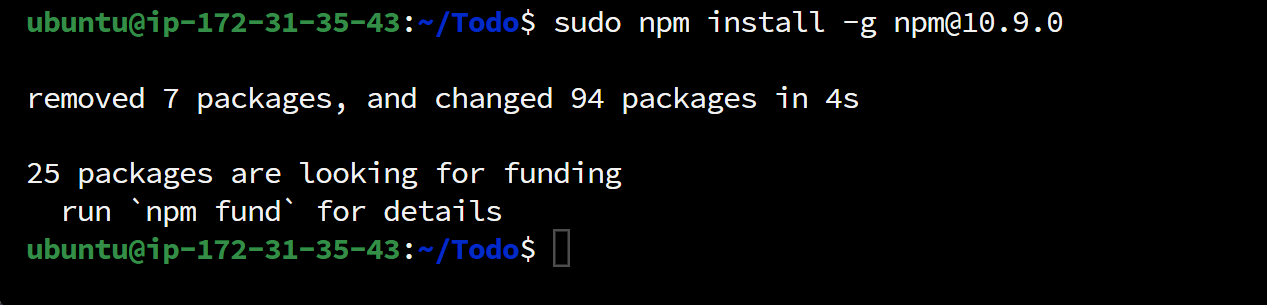 ubuntu@ip-172-31-35-43:~/Todo$ sudo npm install -g npm@10.9.0
removed 7 packages, and changed 94 packages in 4s
25 packages are looking for funding
  run `npm fund` for details
ubuntu@ip-172-31-35-43:~/Todo$